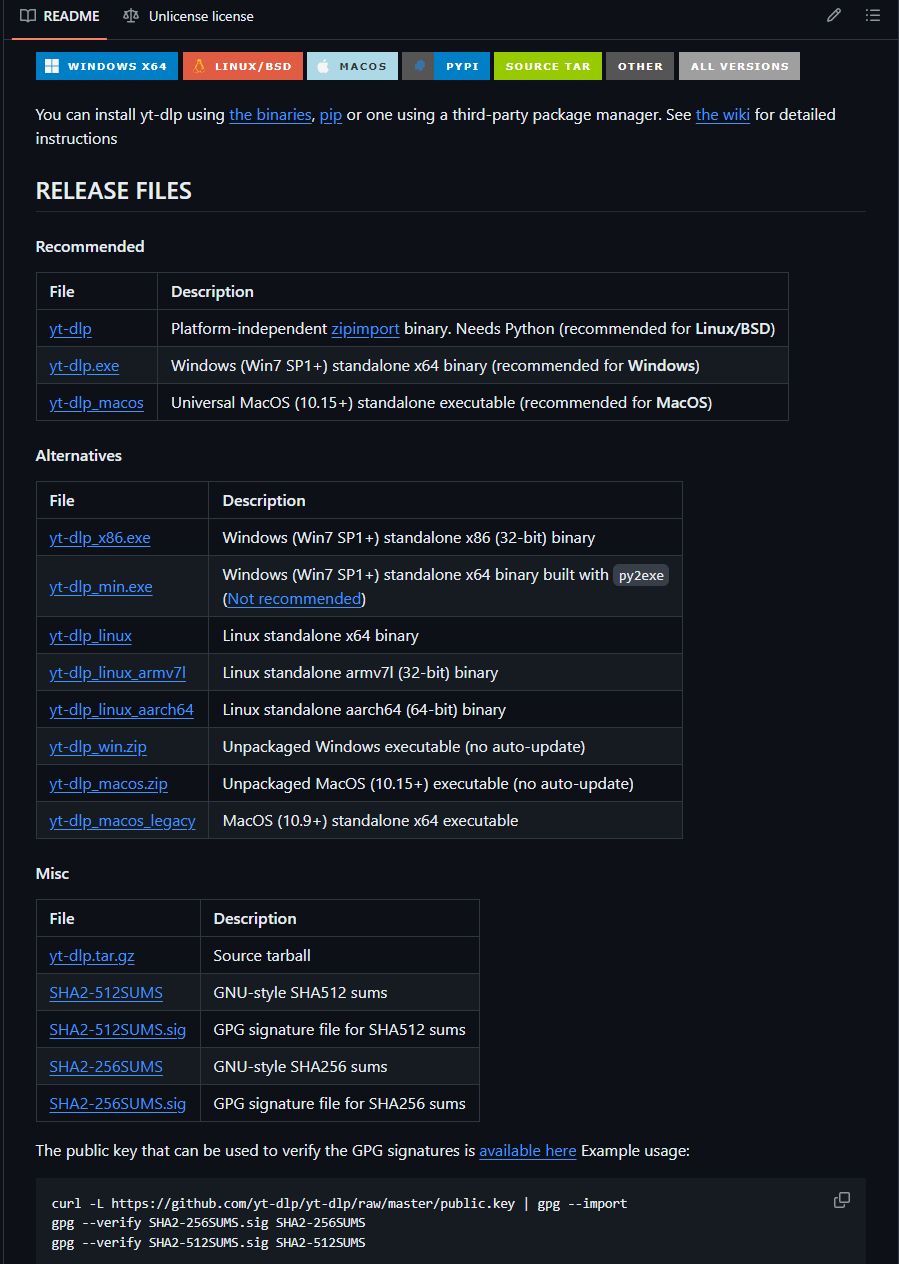 README Unlicense license
WINDOWS X64 LINUX/BSD MACOS PYPI SOURCE TAR OTHER ALL VERSIONS
You can install yt-dlp using the binaries, pip or one using a third-party package manager. See the wiki for detailed
instructions
RELEASE FILES
Recommended
File Description
yt-dlp Platform-independent zipimport binary. Needs Python (recommended for Linux/BSD)
yt-dlp.exe Windows (Win7 SP1+) standalone x64 binary (recommended for Windows)
yt-dlp_macos Universal MacOS (10.15+) standalone executable (recommended for MacOS)
Alternatives
File Description
yt-dlp_x86.exe Windows (Win7 SP1+) standalone x86 (32-bit) binary
yt-dlp_min.exe Windows (Win7 SP1+) standalone x64 binary built with py2exe
(Not recommended)
yt-dlp_linux Linux standalone x64 binary
yt-dlp_linux_armv7l Linux standalone armv7l (32-bit) binary
yt-dlp_linux_aarch64 Linux standalone aarch64 (64-bit) binary
yt-dlp_win.zip Unpackaged Windows executable (no auto-update)
yt-dlp_macos.zip Unpackaged MacOS (10.15+) executable (no auto-update)
yt-dlp_macos_legacy MacOS (10.9+) standalone x64 executable
Misc
File Description
yt-dlp.tar.gz Source tarball
SHA2-512SUMS GNU-style SHA512 sums
SHA2-512SUMS.sig GPG signature file for SHA512 sums
SHA2-256SUMS GNU-style SHA256 sums
SHA2-256SUMS.sig GPG signature file for SHA256 sums
The public key that can be used to verify the GPG signatures is available here Example usage:
curl -L https://github.com/yt-dlp/yt-dlp/raw/master/public.key | gpg --import
gpg --verify SHA2-256SUMS.sig SHA2-256SUMS
gpg --verify SHA2-512SUMS.sig SHA2-512SUMS